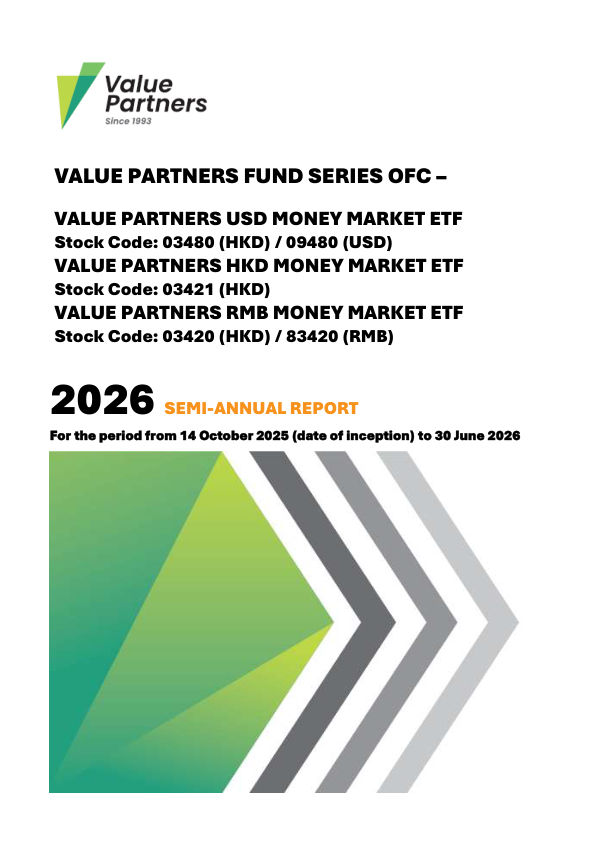 Value
Partners
Since 1993
VALUE PARTNERS FUND SERIES OFC –
VALUE PARTNERS USD MONEY MARKET ETF
Stock Code: 03480 (HKD) / 09480 (USD)
VALUE PARTNERS HKD MONEY MARKET ETF
Stock Code: 03421 (HKD)
VALUE PARTNERS RMB MONEY MARKET ETF
Stock Code: 03420 (HKD) / 83420 (RMB)
2026 SEMI-ANNUAL REPORT
For the period from 14 October 2025 (date of inception) to 30 June 2026